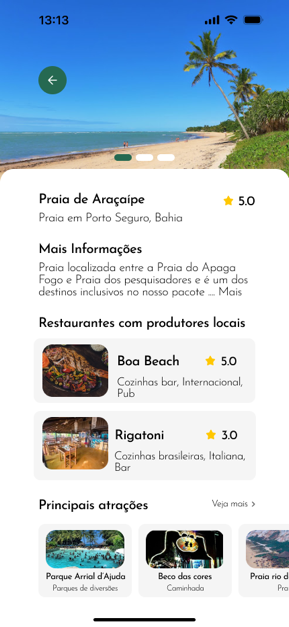 13:13
Praia de Araçaípe
5.0
Praia em Porto Seguro, Bahia
Mais Informações
Praia localizada entre a Praia do Apaga
Fogo e Praia dos pesquisadores e é um dos
destinos inclusivos no nosso pacote ... Mais
Restaurantes com produtores locais
Boa Beach
5.0
Cozinhas bar, Internacional,
Pub
Rigatoni
3.0
Cozinhas brasileiras, Italiana,
Bar
Principais atrações
Veja mais >
Parque Arrial d'Ajuda
Parques de diversões
Beco das cores
Caminhada
Praia rio d
Pra